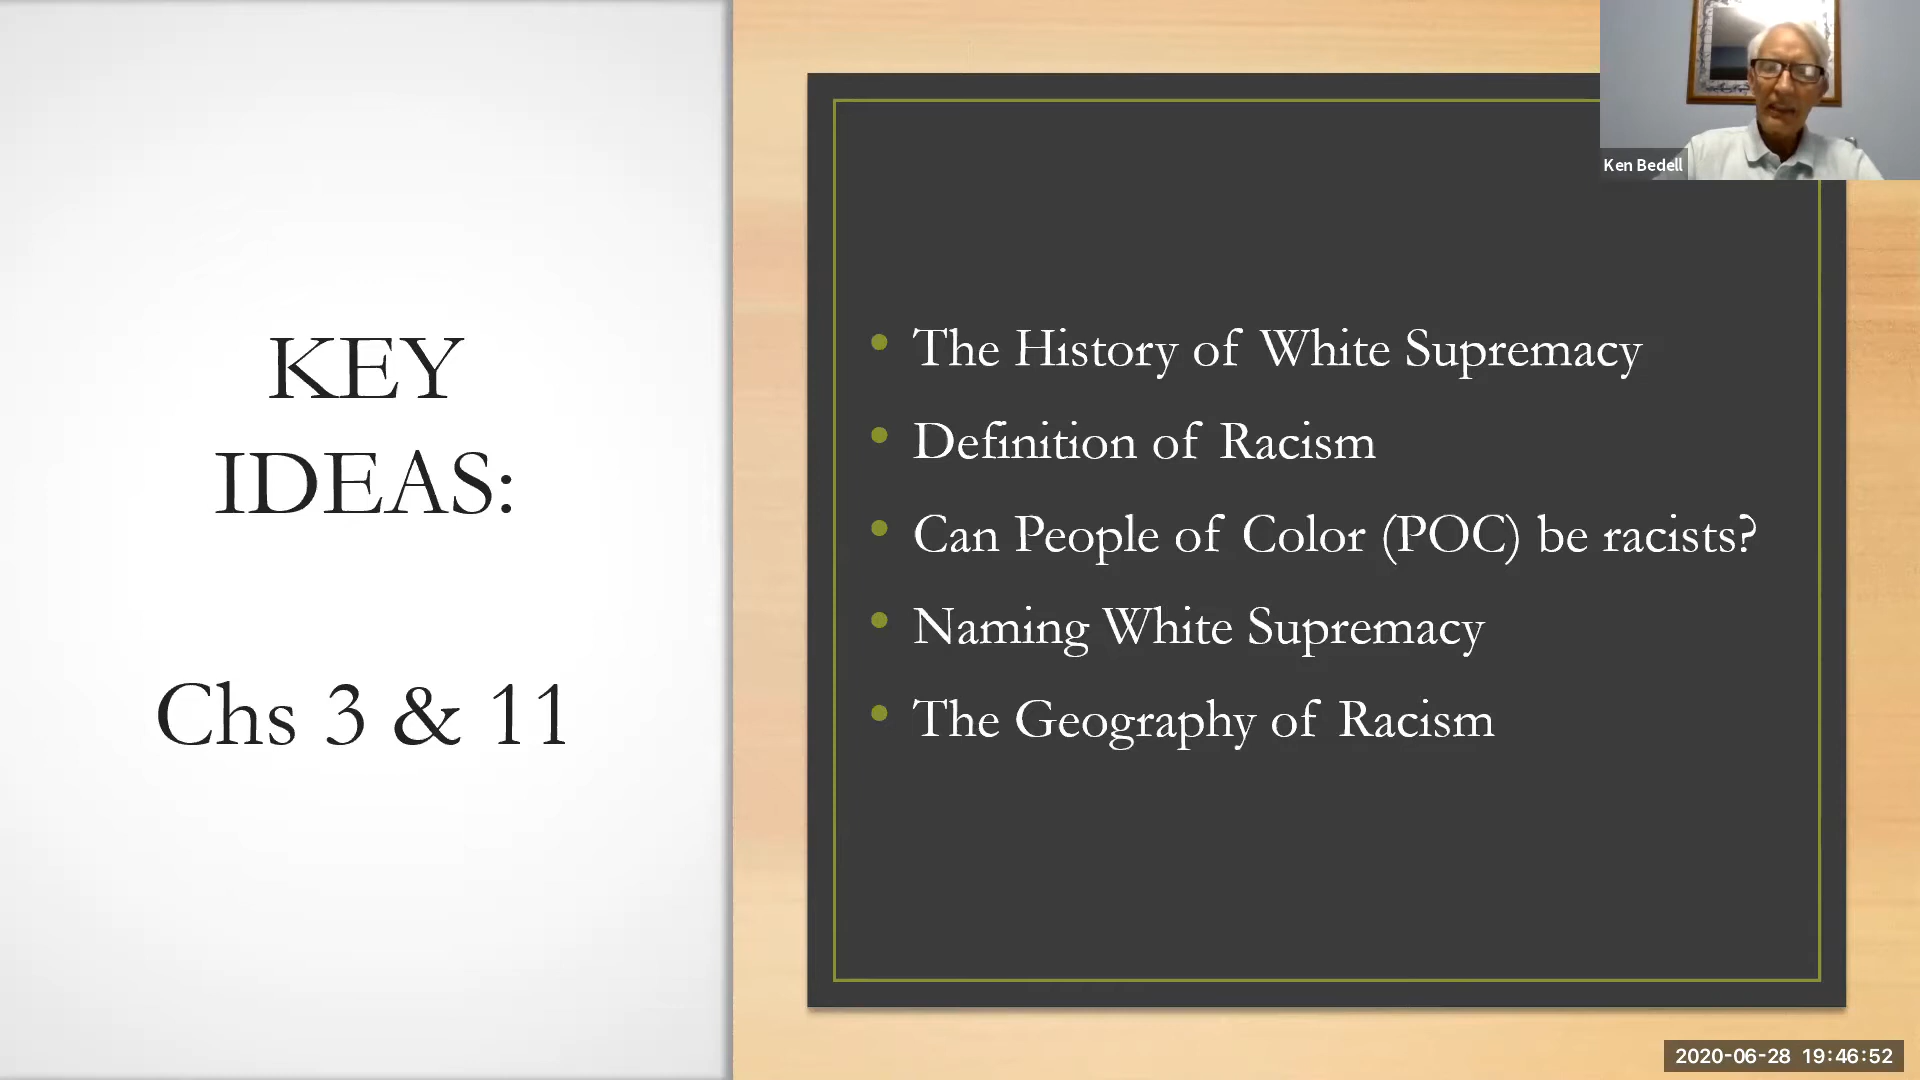 KEY
IDEAS:
Chs 3 & 11
• The History of White Supremacy
• Definition of Racism
• Can People of Color (POC) be racists?
• Naming White Supremacy
• The Geography of Racism
Ken Bedell
2020-06-28 19:46:52